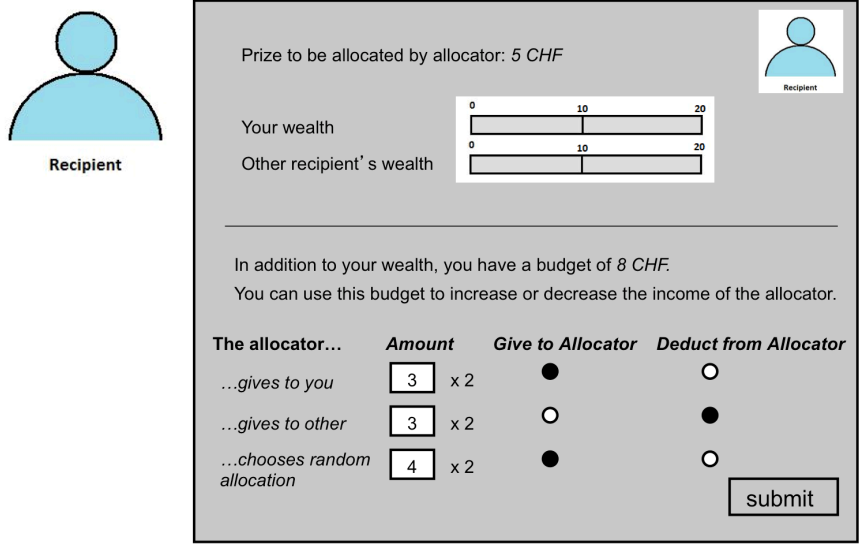 Recipient
Prize to be allocated by allocator: 5 CHF
Recipient
Your wealth
0 10 20
Other recipient's wealth
0 10 20
In addition to your wealth, you have a budget of 8 CHF.
You can use this budget to increase or decrease the income of the allocator.
The allocator… Amount Give to Allocator Deduct from Allocator
…gives to you 3 x 2
…gives to other 3 x 2
…chooses random
allocation 4 x 2
submit